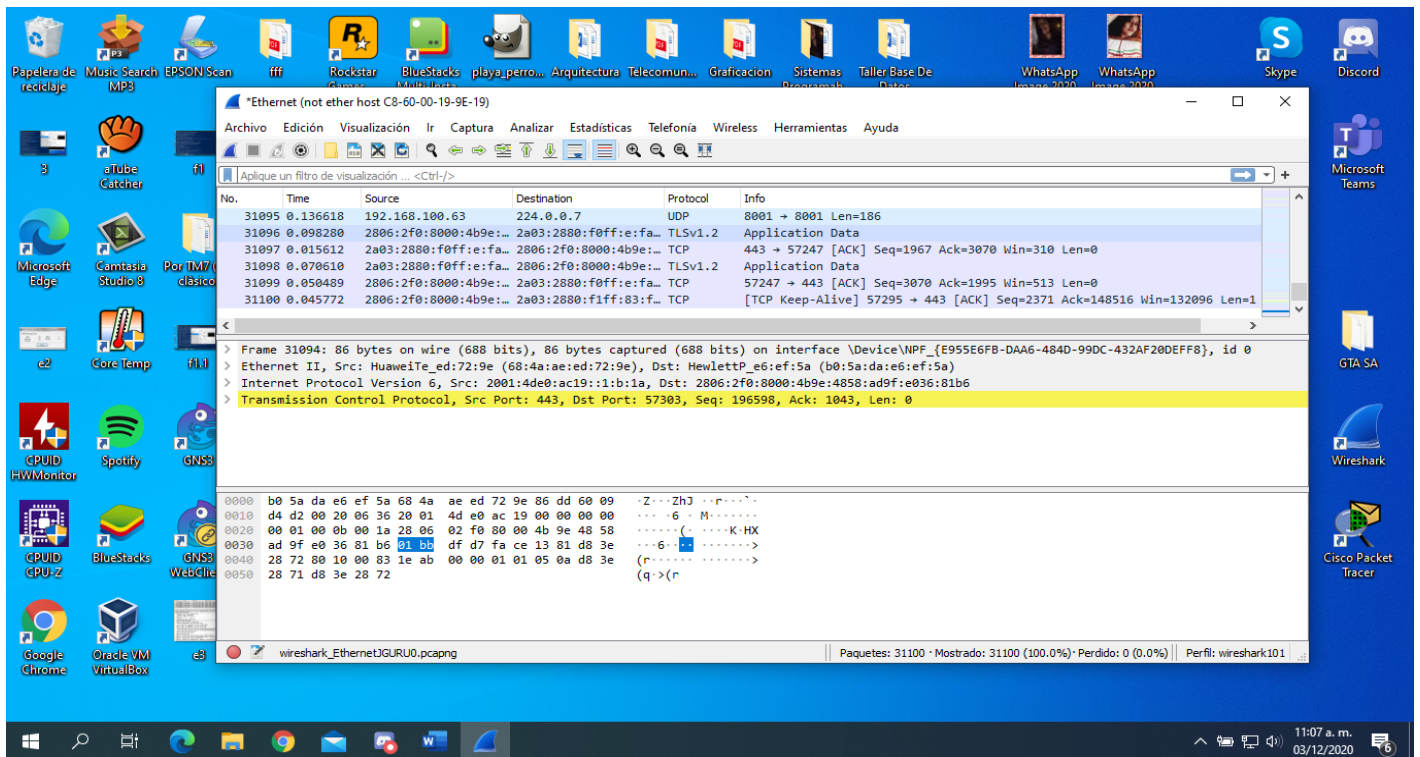 Papelera de reciclaje
Music Search MP3
EPSON Scan
fff
Rockstar
BlueStacks
playa_perro...
Arquitectura
Telecomun...
Graficacion
Sistemas
Taller Base De
WhatsApp
WhatsApp
Skype
Discord
3
aTube Catcher
f1
Microsoft Teams
Microsoft Edge
Camtasia Studio 8
Por TM7 (
clasico
e2
Core Temp
f1.1
GTA SA
CPUID HWMonitor
Spotify
GNS3
Wireshark
CPUID CPU-Z
BlueStacks
GNS3 WebClie
Cisco Packet Tracer
Google Chrome
Oracle VM VirtualBox
e3
*Ethernet (not ether host C8-60-00-19-9E-19)
Archivo Edición Visualización Ir Captura Analizar Estadísticas Telefonía Wireless Herramientas Ayuda
Aplique un filtro de visualización ... <Ctrl-/>
No. Time Source Destination Protocol Info
31095 0.136618 192.168.100.63 224.0.0.7 UDP 8001 → 8001 Len=186
31096 0.098280 2806:2f0:8000:4b9e:… 2a03:2880:f0ff:e:fa… TLSv1.2 Application Data
31097 0.015612 2a03:2880:f0ff:e:fa… 2806:2f0:8000:4b9e:… TCP 443 → 57247 [ACK] Seq=1967 Ack=3070 Win=310 Len=0
31098 0.070610 2a03:2880:f0ff:e:fa… 2806:2f0:8000:4b9e:… TLSv1.2 Application Data
31099 0.050489 2806:2f0:8000:4b9e:… 2a03:2880:f0ff:e:fa… TCP 57247 → 443 [ACK] Seq=3070 Ack=1995 Win=513 Len=0
31100 0.045772 2806:2f0:8000:4b9e:… 2a03:2880:f1ff:83:f… TCP [TCP Keep-Alive] 57295 → 443 [ACK] Seq=2371 Ack=148516 Win=132096 Len=1
> Frame 31094: 86 bytes on wire (688 bits), 86 bytes captured (688 bits) on interface \Device\NPF_{E955E6FB-DAA6-484D-99DC-432AF20DEFF8}, id 0
> Ethernet II, Src: HuaweiTe_ed:72:9e (68:4a:ae:ed:72:9e), Dst: HewlettP_e6:ef:5a (b0:5a:da:e6:ef:5a)
> Internet Protocol Version 6, Src: 2001:4de0:ac19::1:b:1a, Dst: 2806:2f0:8000:4b9e:4858:ad9f:e036:81b6
> Transmission Control Protocol, Src Port: 443, Dst Port: 57303, Seq: 196598, Ack: 1043, Len: 0
0000 b0 5a da e6 ef 5a 68 4a ae ed 72 9e 86 dd 60 09 ·Z···ZhJ ··r···`·
0010 d4 d2 00 20 06 36 20 01 4d e0 ac 19 00 00 00 00 ··· ·6 · M·······
0020 00 01 00 0b 00 1a 28 06 02 f0 80 00 4b 9e 48 58 ······(· ····K·HX
0030 ad 9f e0 36 81 b6 01 bb df d7 fa ce 13 81 d8 3e ···6···· ·······>
0040 28 72 80 10 00 83 1e ab 00 00 01 01 05 0a d8 3e (r······ ·······>
0050 28 71 d8 3e 28 72 (q·>(r
wireshark_EthernetJGURU0.pcapng
Paquetes: 31100 · Mostrado: 31100 (100.0%) · Perdido: 0 (0.0%)
Perfil: wireshark101
11:07 a. m.
03/12/2020
6